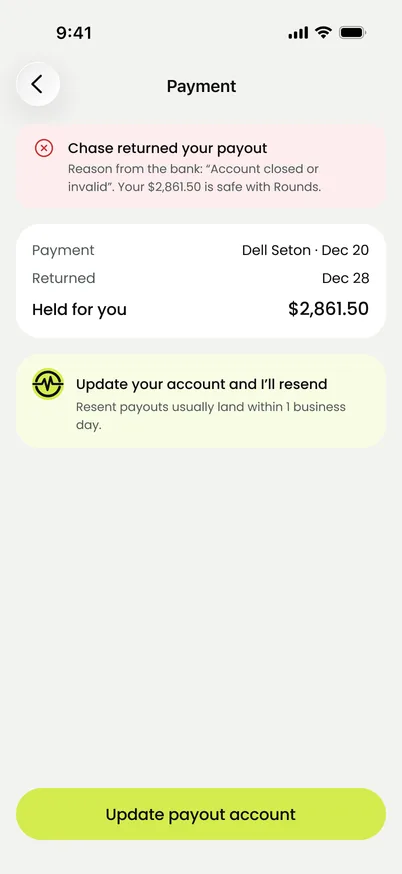 9:41
Payment
Chase returned your payout
Reason from the bank: “Account closed or
invalid”. Your $2,861.50 is safe with Rounds.
Payment Dell Seton · Dec 20
Returned Dec 28
Held for you $2,861.50
Update your account and I’ll resend
Resent payouts usually land within 1 business
day.
Update payout account